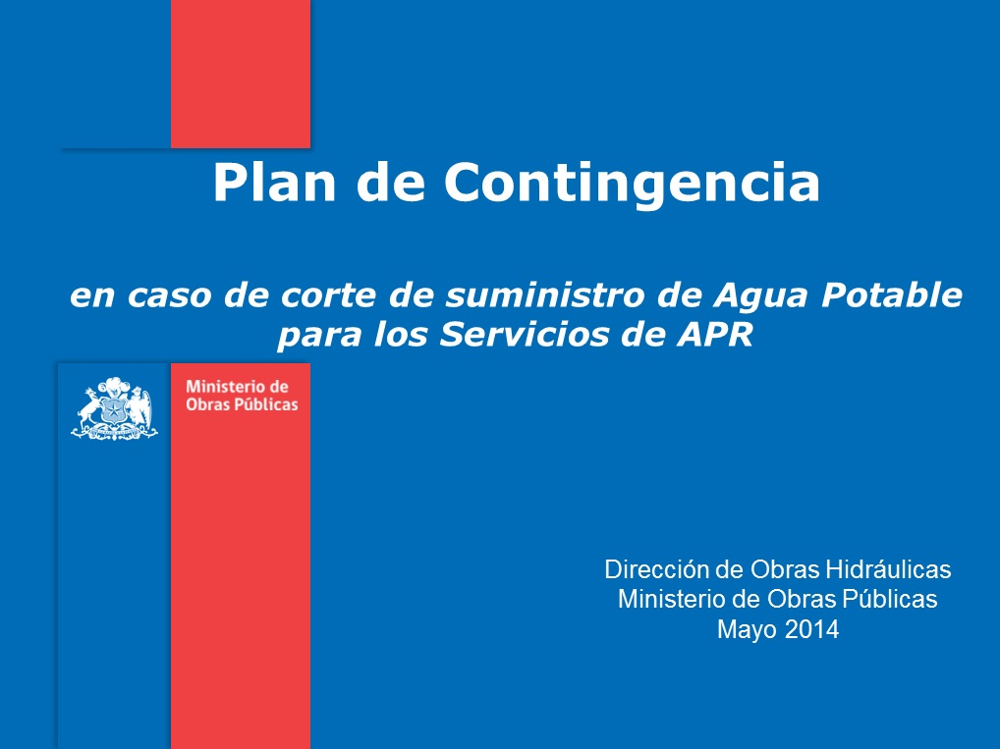 Plan de Contingencia
en caso de corte de suministro de Agua Potable
para los Servicios de APR
Ministerio de
Obras Públicas
Dirección de Obras Hidráulicas
Ministerio de Obras Públicas
Mayo 2014